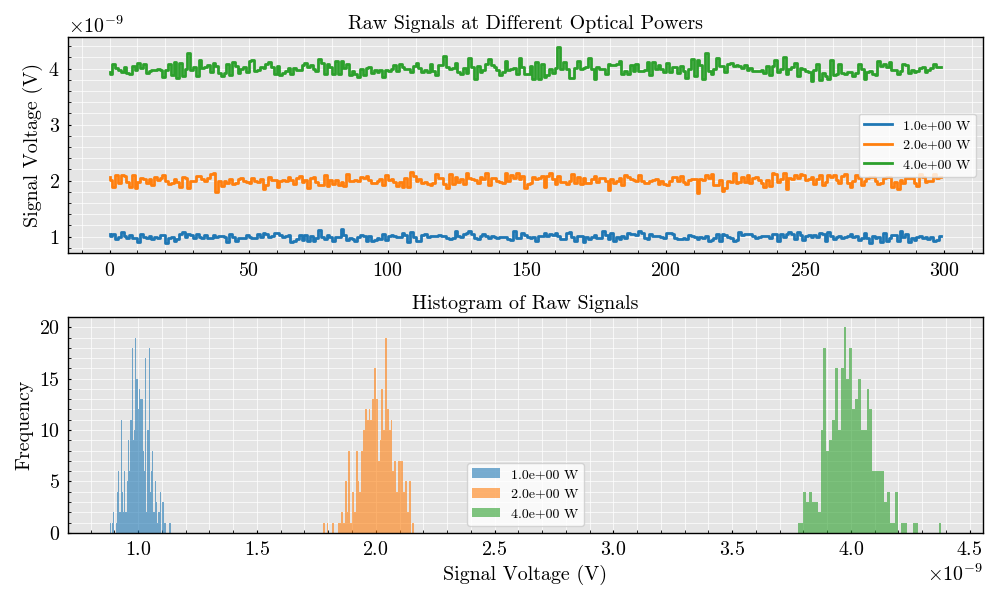 Raw Signals at Different Optical Powers
×10⁻⁹
Signal Voltage (V)
4
3
2
1
0 50 100 150 200 250 300
1.0e+00 W
2.0e+00 W
4.0e+00 W
Histogram of Raw Signals
Frequency
20
15
10
5
0
1.0 1.5 2.0 2.5 3.0 3.5 4.0 4.5
1.0e+00 W
2.0e+00 W
4.0e+00 W
Signal Voltage (V)
×10⁻⁹